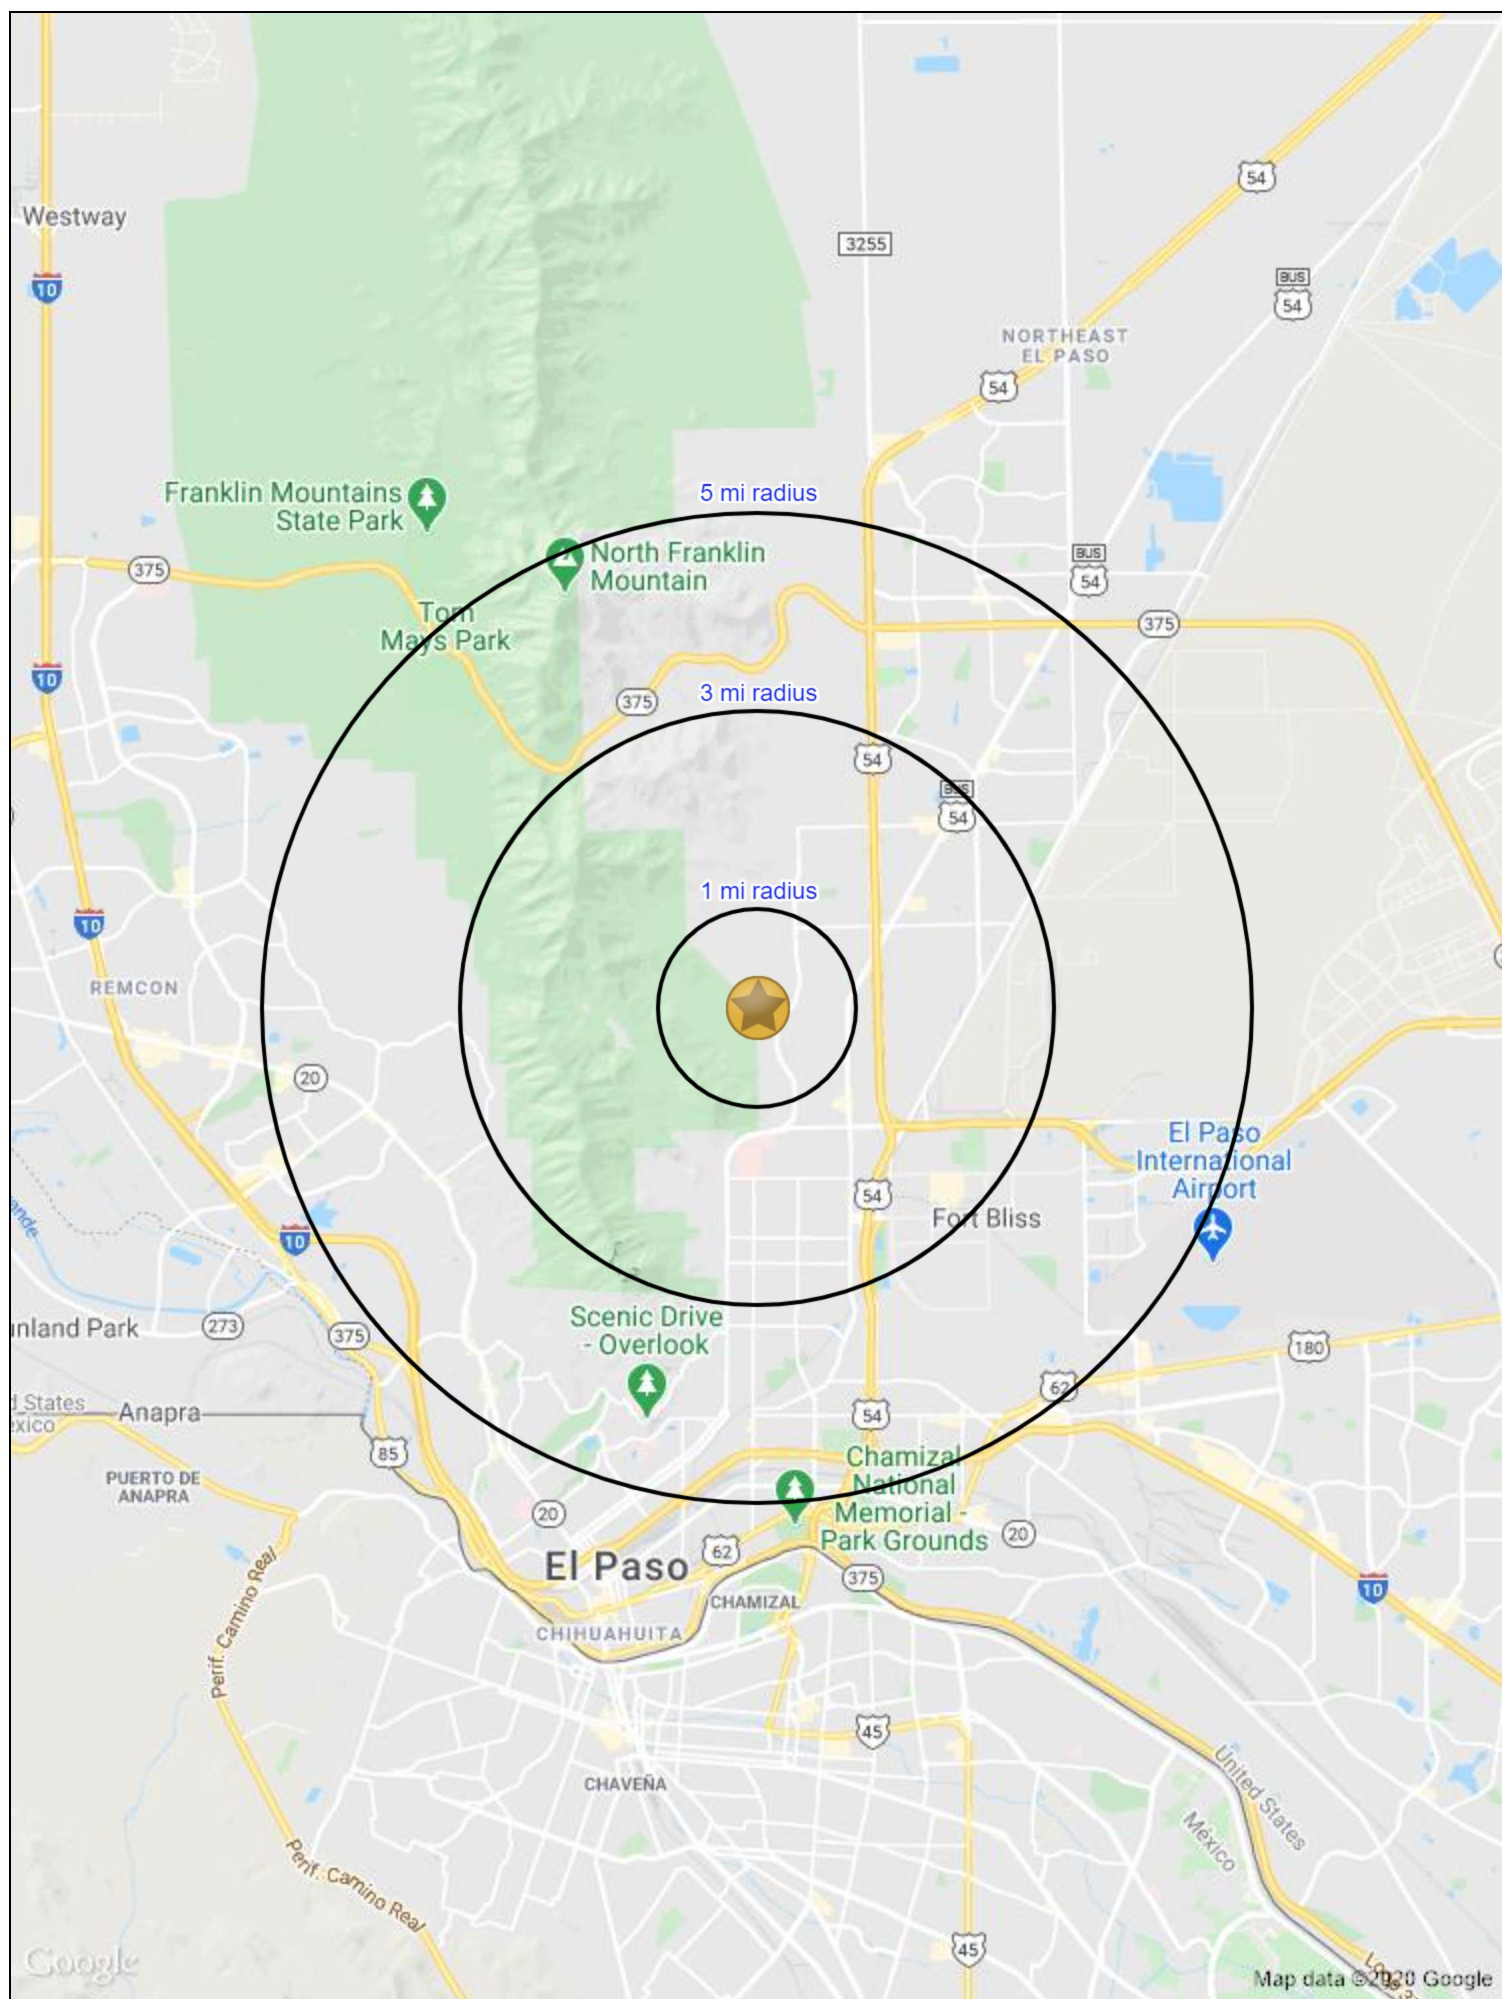 54
Westway
3255
BUS
54
10
NORTHEAST
EL PASO
54
5 mi radius
Franklin Mountains
State Park
North Franklin
Mountain
BUS
54
375
Tom
Mays Park
375
10
3 mi radius
375
54
BUS
54
1 mi radius
10
REMCON
20
El Paso
International
Airport
54
Fort Bliss
10
Scenic Drive
- Overlook
273
375
nland Park
180
62
d States
xico
Anapra
54
85
Chamizal
National
Memorial -
Park Grounds
PUERTO DE
ANAPRA
20
20
62
El Paso
375
10
CHAMIZAL
CHIHUAHUITA
Perif. Camino Real
45
United States
México
CHAVEÑA
Perif. Camino Real
45
Google
Map data ©2020 Google